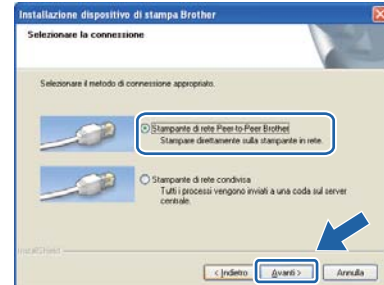 Installazione dispositivo di stampa Brother
Selezionare la connessione
Selezionare il metodo di connessione appropriato.
Stampante di rete Peer-to-Peer Brother
Stampare direttamente sulla stampante in rete.
Stampante di rete condivisa
Tutti i processi vengono inviati a una coda sul server
centrale.
InstallShield
< Indietro
Avanti >
Annulla